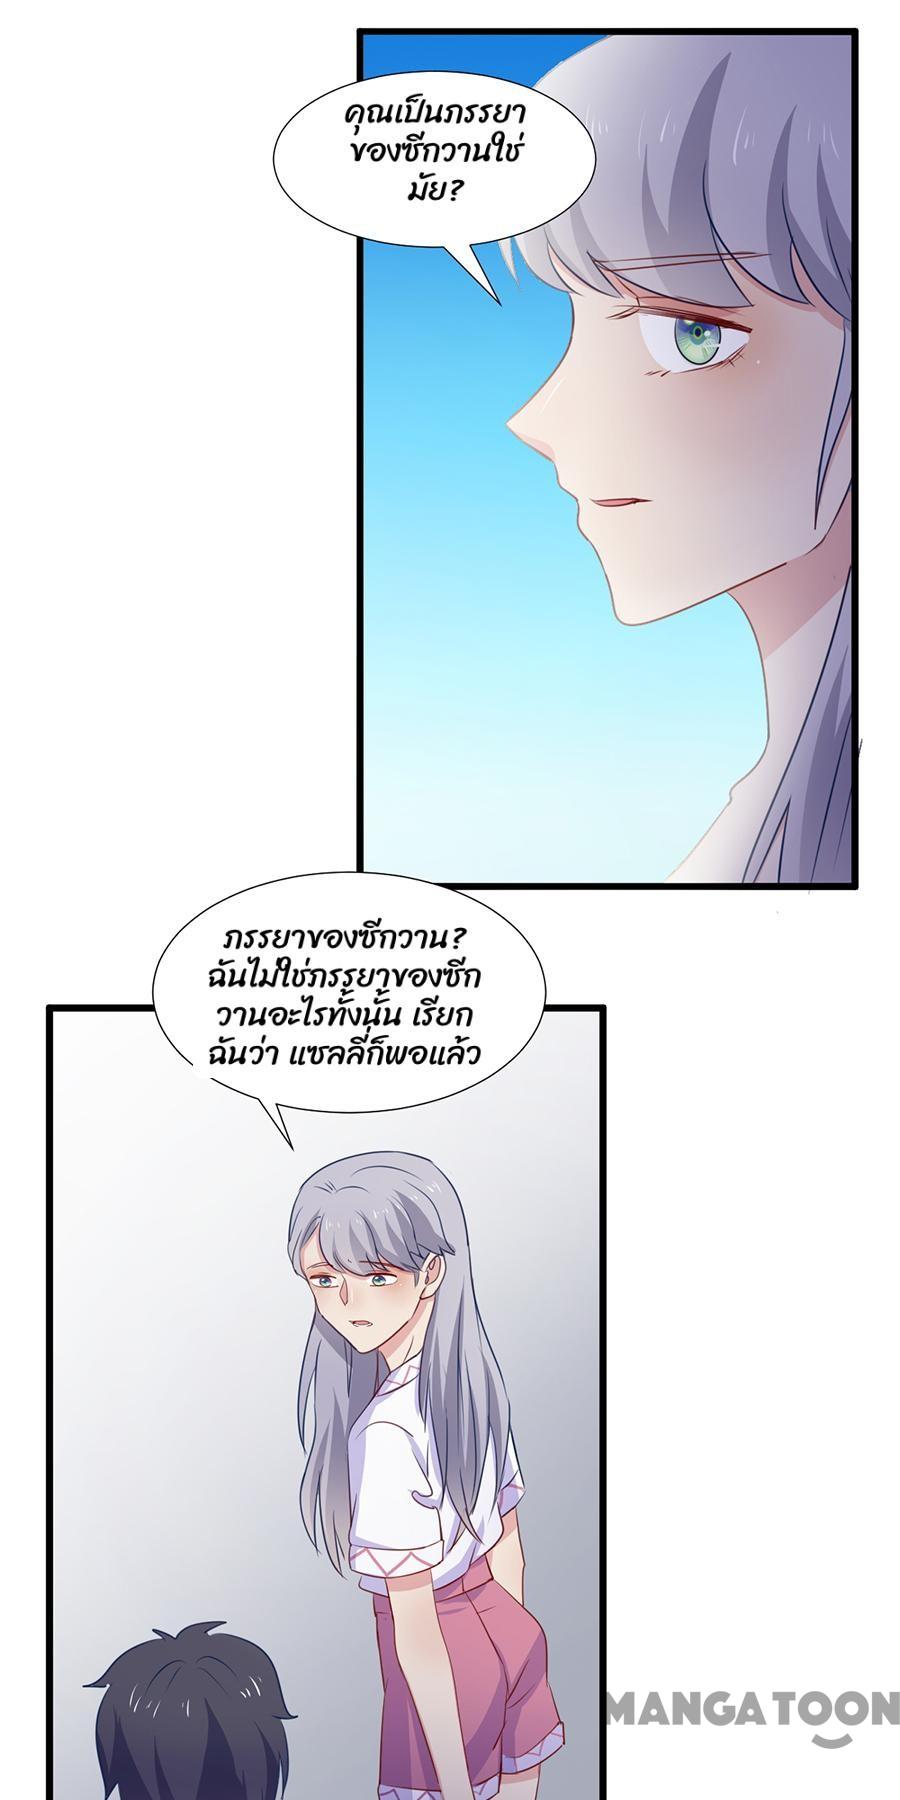 คุณเป็นภรรยา
ของซีกวานใช่
มัย?
ภรรยาของซีกวาน?
ฉันไม่ใช่ภรรยาของซีก
วานอะไรทั้งนั้น เรียก
ฉันว่า แซลลี่ก็พอแล้ว
MANGATOON